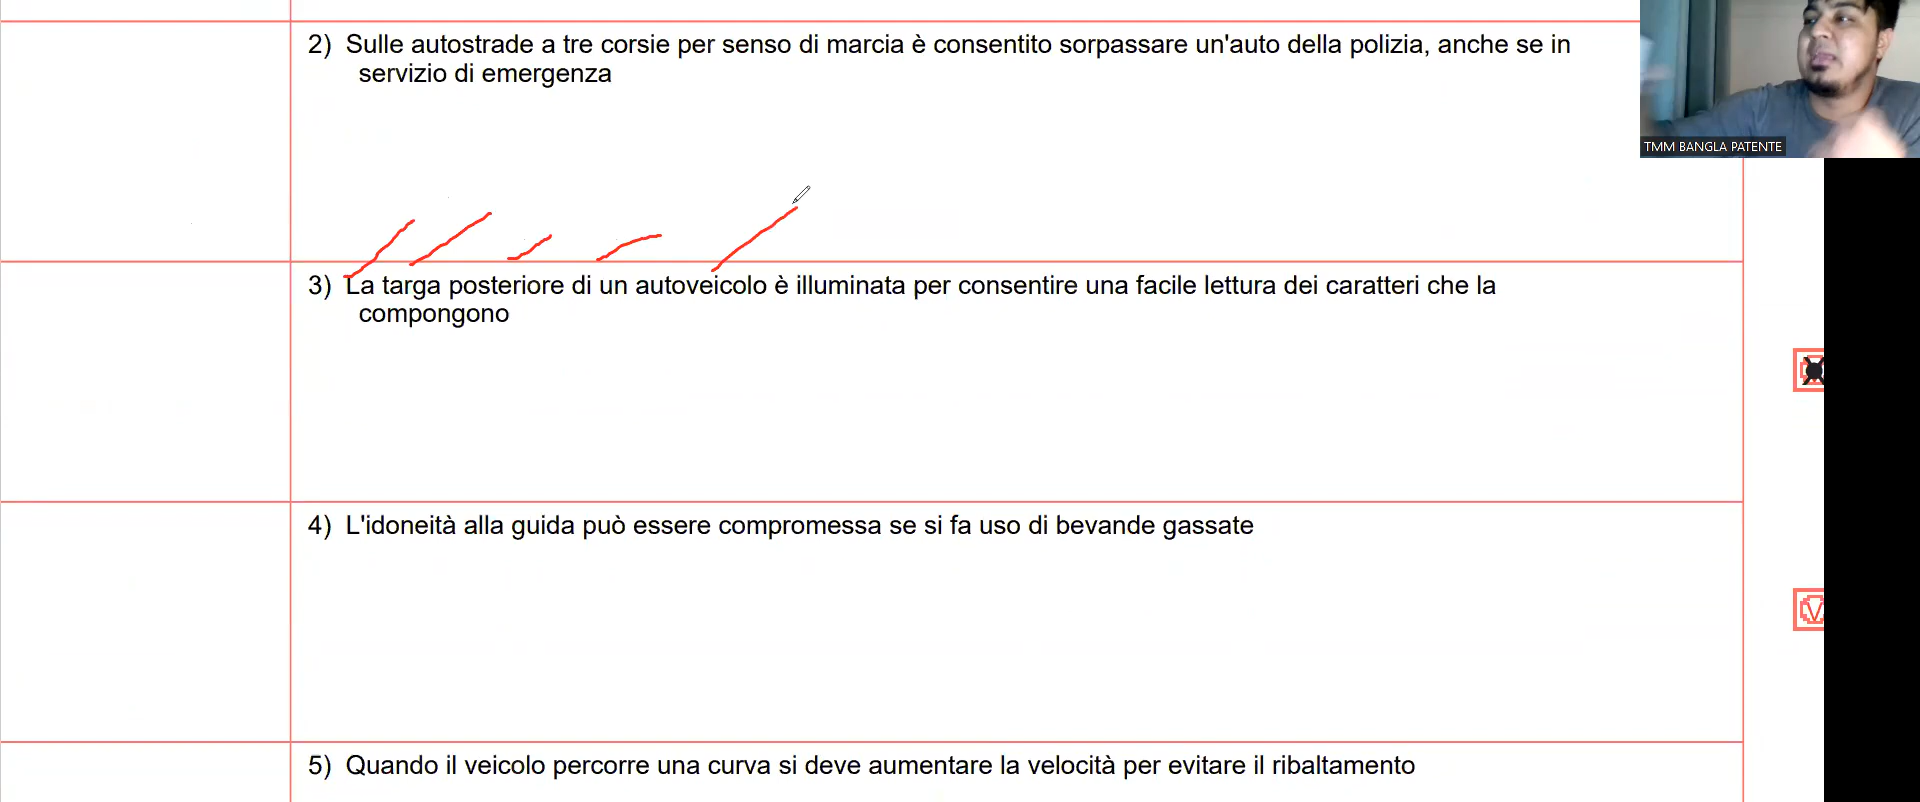 2) Sulle autostrade a tre corsie per senso di marcia è consentito sorpassare un'auto della polizia, anche se in
servizio di emergenza
TMM BANGLA PATENTE
3) La targa posteriore di un autoveicolo è illuminata per consentire una facile lettura dei caratteri che la
compongono
4) L'idoneità alla guida può essere compromessa se si fa uso di bevande gassate
V
5) Quando il veicolo percorre una curva si deve aumentare la velocità per evitare il ribaltamento